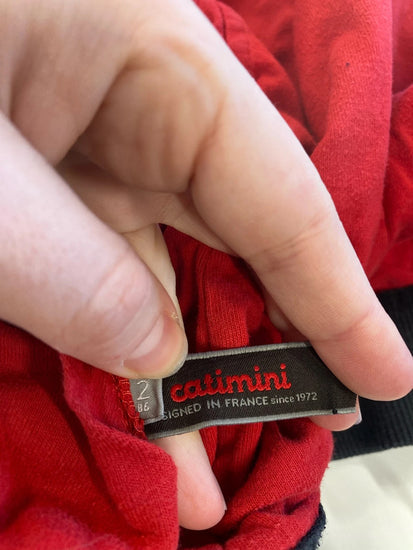 2
86
catimini
SIGNED IN FRANCE since 1972